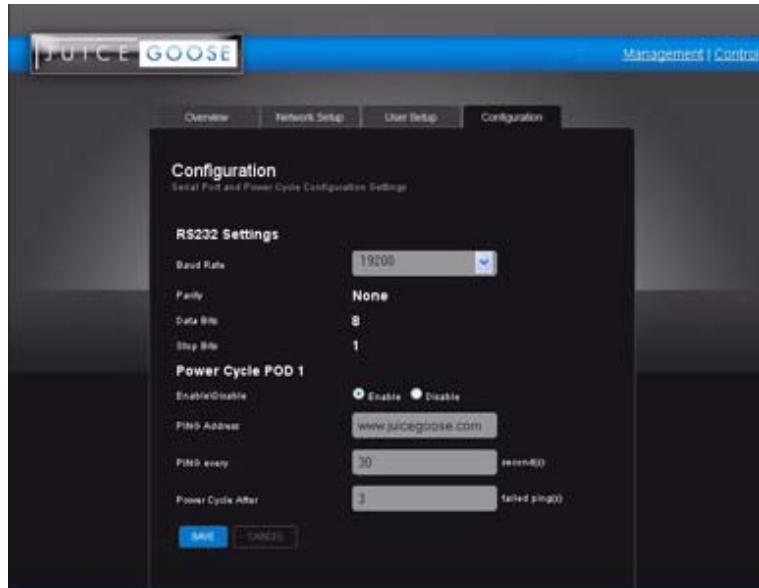 JUICE GOOSE
Management | Control
Overview
Network Setup
User Setup
Configuration
Configuration
Serial Port and Power Cycle Configuration Settings
RS232 Settings
Baud Rate 19200
Parity None
Data Bits 8
Stop Bits 1
Power Cycle POD 1
Enable\Disable Enable Disable
PING Address www.juicegoose.com
PING every 30 second(s)
Power Cycle After 3 failed ping(s)
SAVE CANCEL